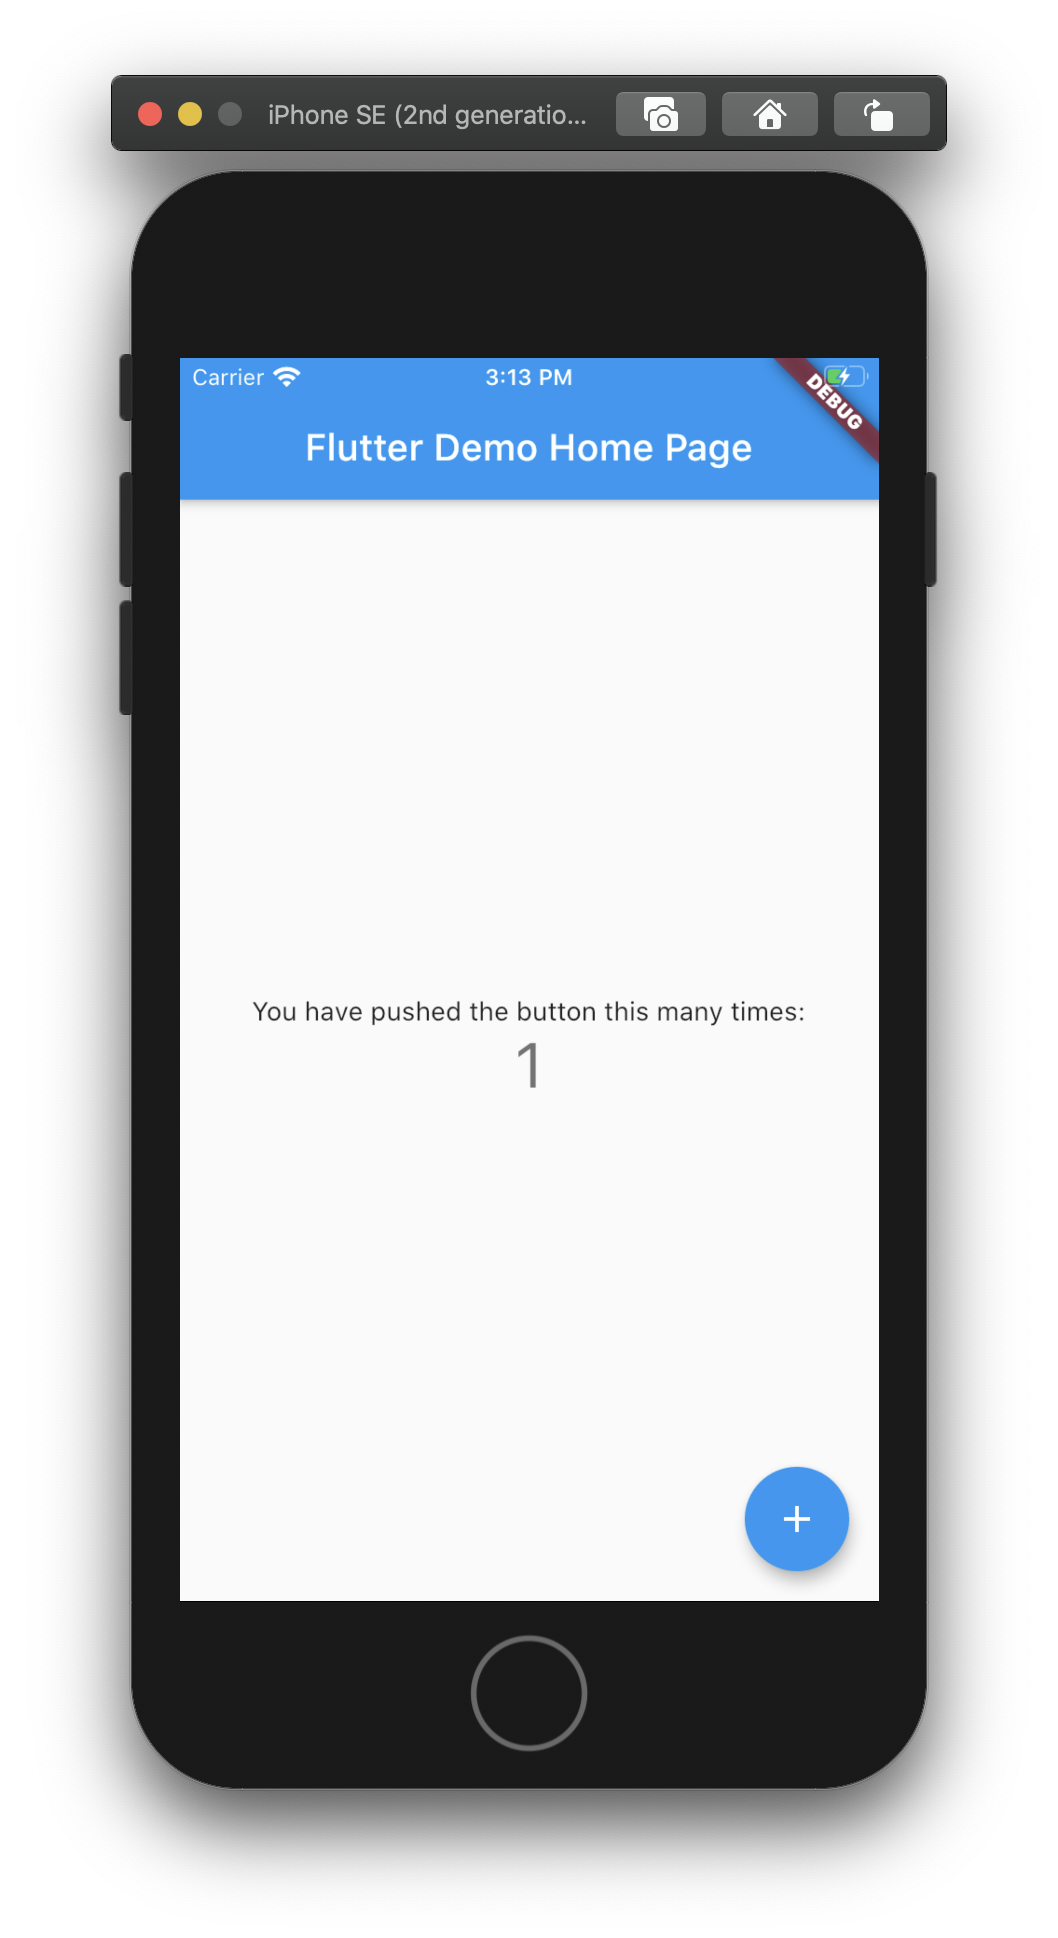 iPhone SE (2nd generatio...
Carrier
3:13 PM
DEBUG
Flutter Demo Home Page
You have pushed the button this many times:
1